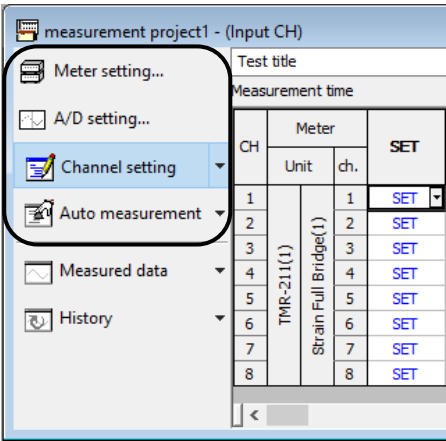 measurement project1 - (Input CH)
Meter setting...
A/D setting...
Channel setting
Auto measurement
Measured data
History
Test title
Measurement time
CH Meter SET
Unit ch.
TMR-211(1)
Strain Full Bridge(1)
1 1 SET
2 2 SET
3 3 SET
4 4 SET
5 5 SET
6 6 SET
7 7 SET
8 8 SET